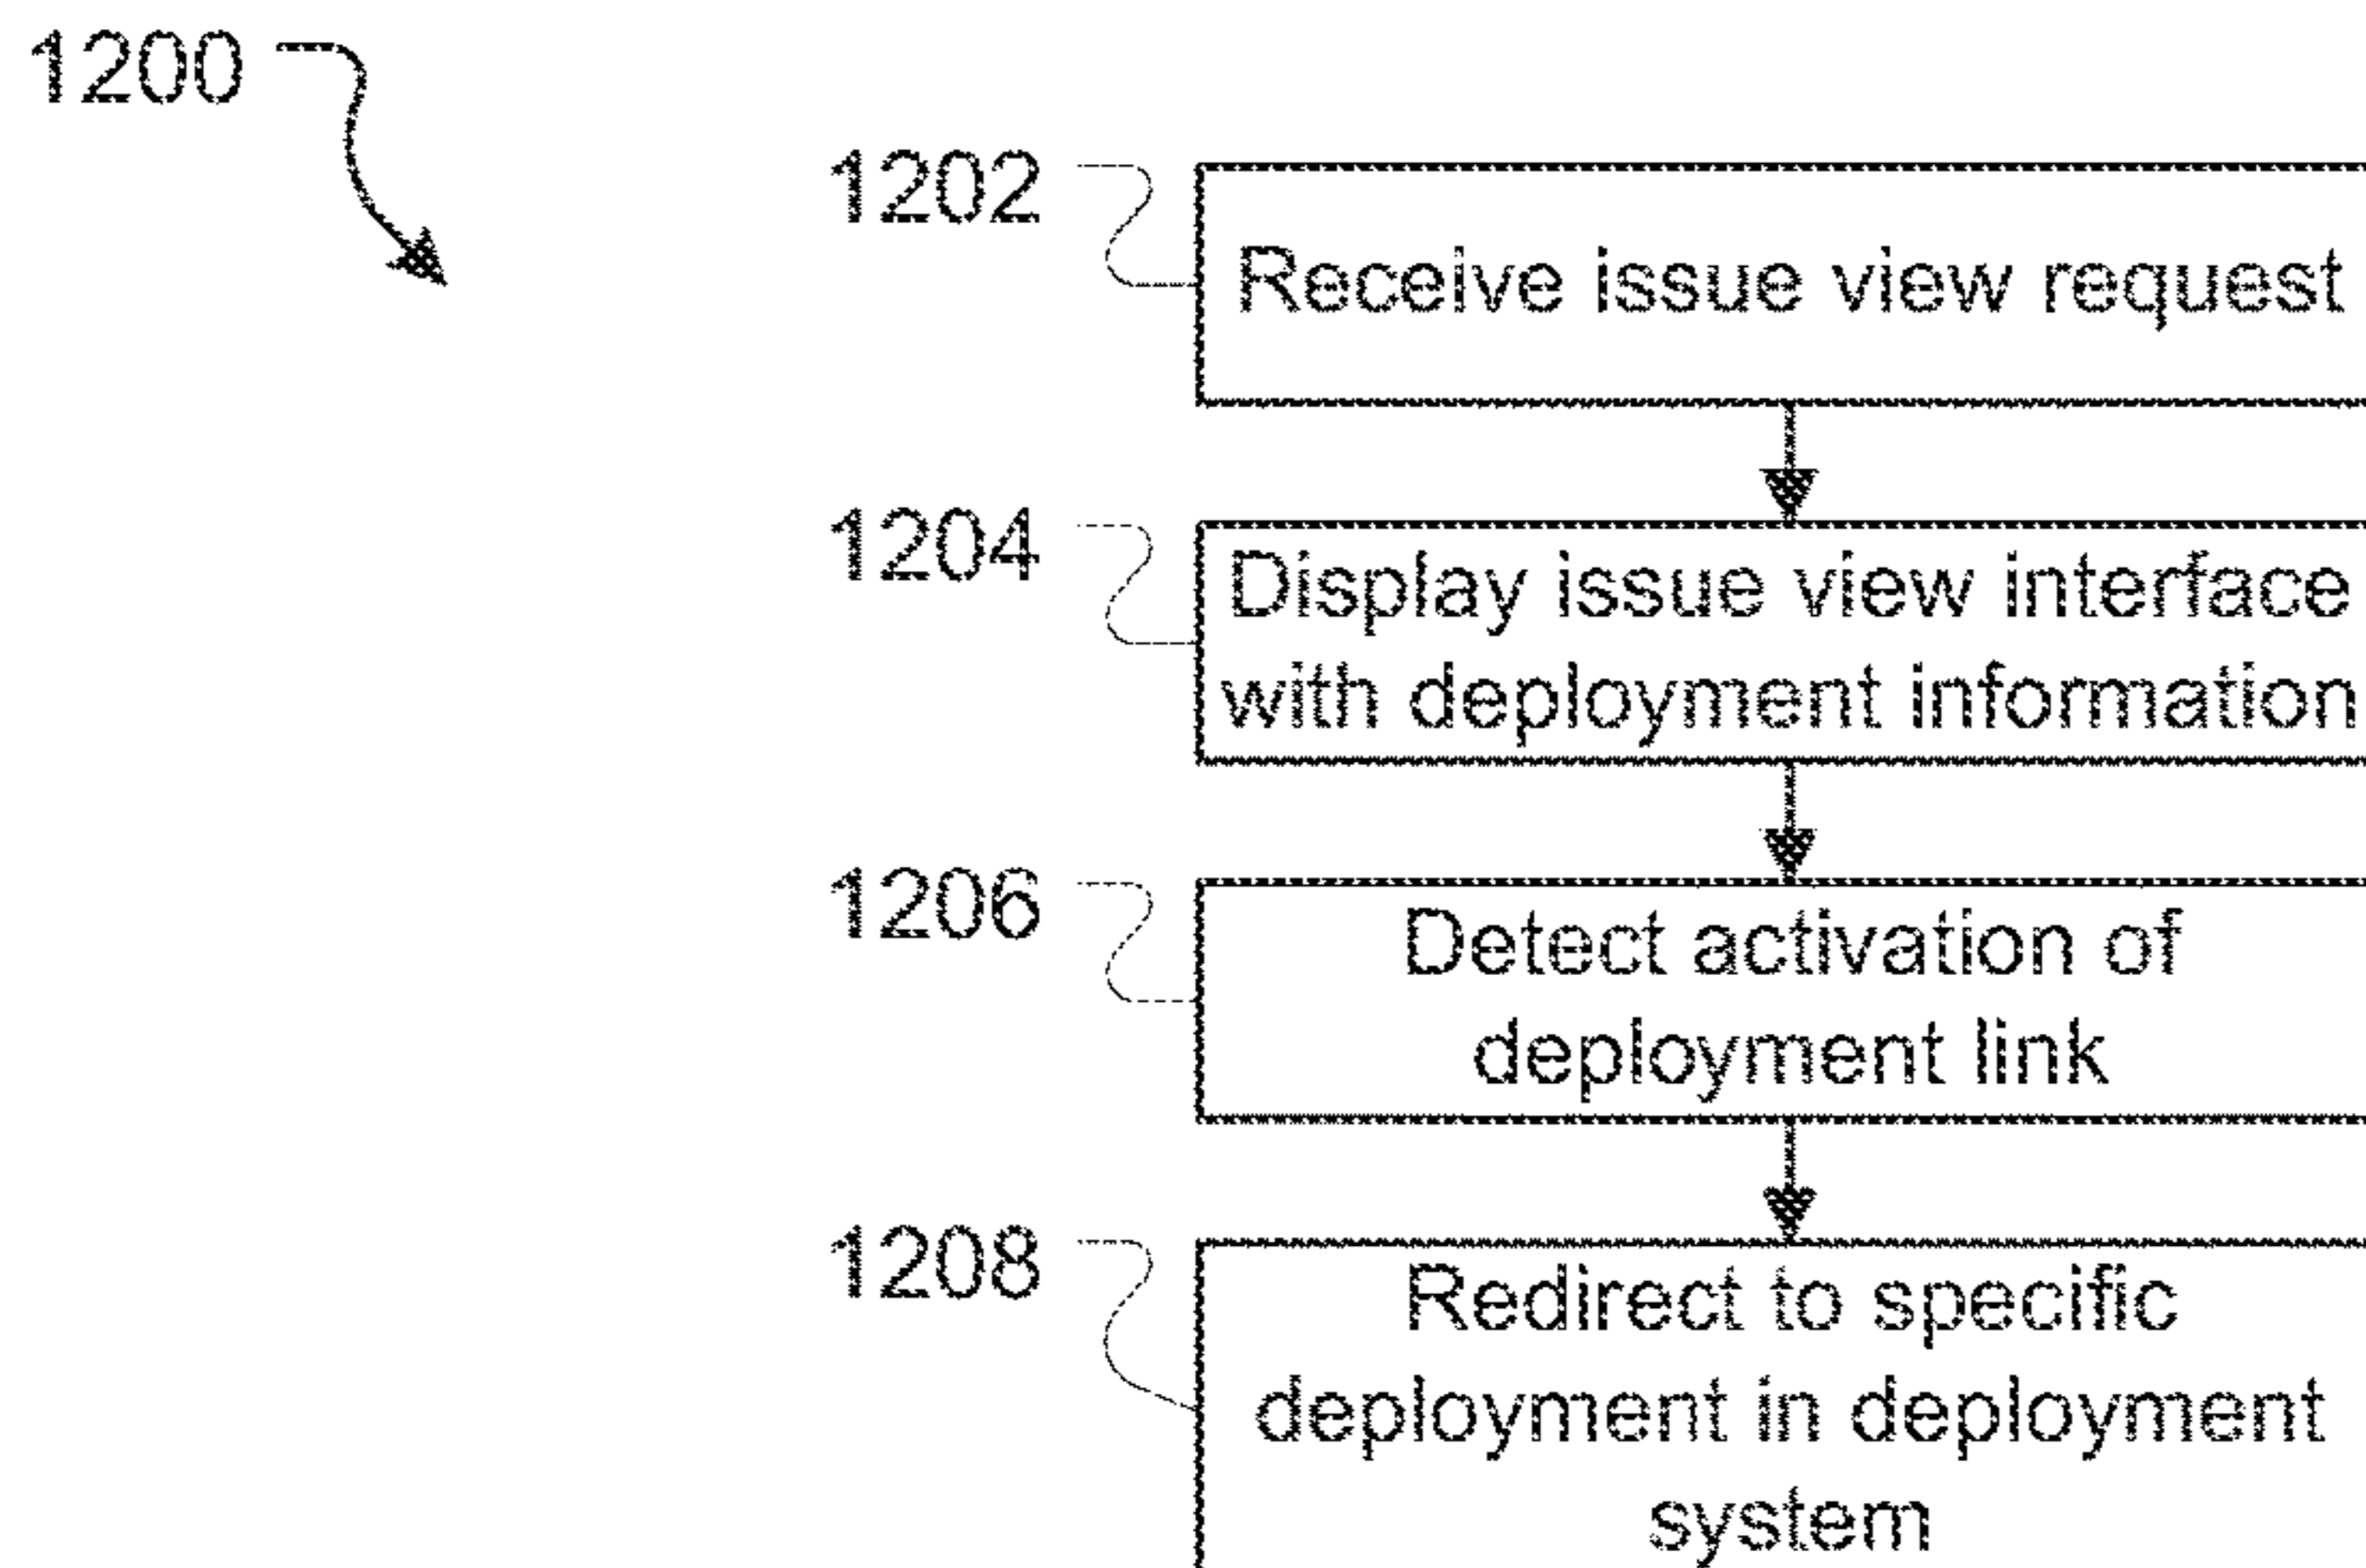 1200
1202
Receive issue view request
1204
Display issue view interface
with deployment information
1206
Detect activation of
deployment link
1208
Redirect to specific
deployment in deployment
system